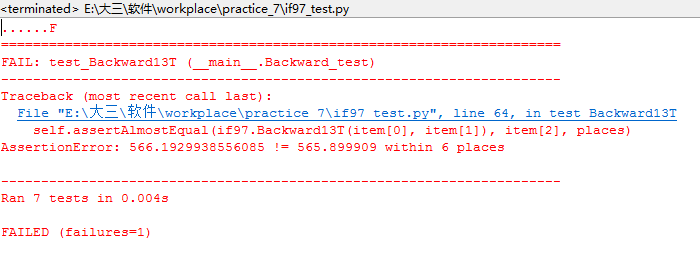 <terminated> E:\大三\软件\workplace\practice_7\if97_test.py
......F
======================================================================
FAIL: test_Backward13T (__main__.Backward_test)
----------------------------------------------------------------------
Traceback (most recent call last):
  File "E:\大三\软件\workplace\practice_7\if97_test.py", line 64, in test_Backward13T
    self.assertAlmostEqual(if97.Backward13T(item[0], item[1]), item[2], places)
AssertionError: 566.1929938556085 != 565.899909 within 6 places
----------------------------------------------------------------------
Ran 7 tests in 0.004s
FAILED (failures=1)